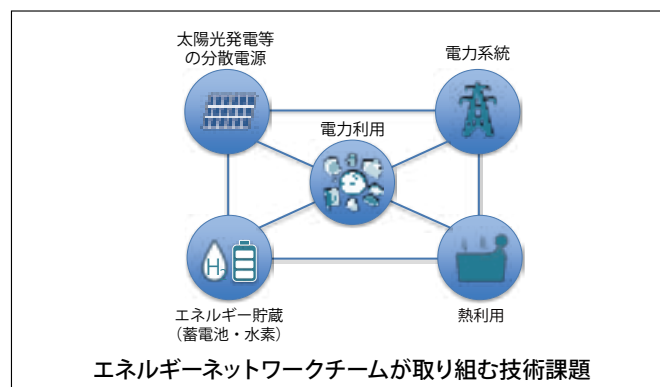 太陽光発電等
の分散電源
電力系統
電力利用
H₂
エネルギー貯蔵
（蓄電池・水素）
熱利用
エネルギーネットワークチームが取り組む技術課題